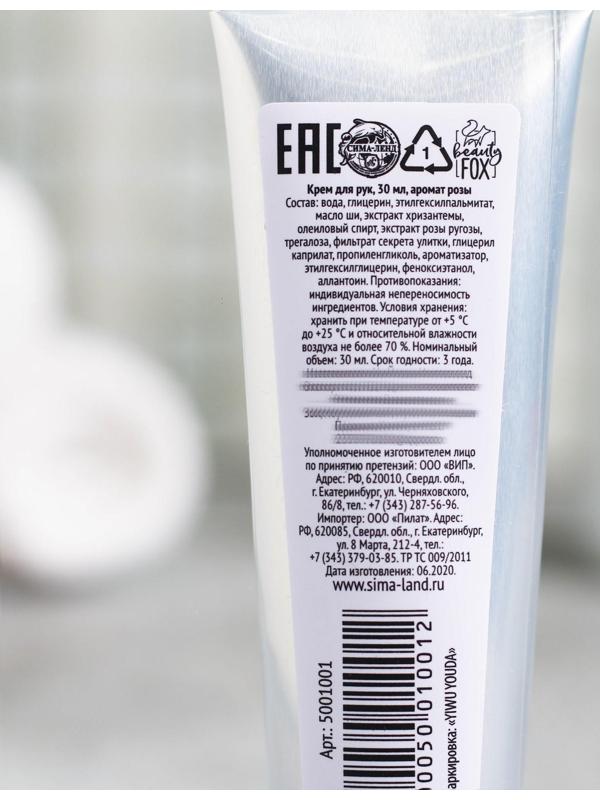 EAC
СИМА-ЛЕНД
1
beauty
FOX
Крем для рук, 30 мл, аромат розы
Состав: вода, глицерин, этилгексилпальмитат,
масло ши, экстракт хризантемы,
олеиловый спирт, экстракт розы ругозы,
трегалоза, фильтрат секрета улитки, глицерил
каприлат, пропиленгликоль, ароматизатор,
этилгексилглицерин, феноксиэтанол,
аллантоин. Противопоказания:
индивидуальная непереносимость
ингредиентов. Условия хранения:
хранить при температуре от +5 °С
до +25 °С и относительной влажности
воздуха не более 70 %. Номинальный
объем: 30 мл. Срок годности: 3 года.
Уполномоченное изготовителем лицо
по принятию претензий: ООО «ВИП».
Адрес: РФ, 620010, Свердл. обл.,
г. Екатеринбург, ул. Черняховского,
86/8, тел.: +7 (343) 287-56-96.
Импортер: ООО «Пилат». Адрес:
РФ, 620085, Свердл. обл., г. Екатеринбург,
ул. 8 Марта, 212-4, тел.:
+7 (343) 379-03-85. ТР ТС 009/2011
Дата изготовления: 06.2020.
www.sima-land.ru
Арт.: 5001001
00050010012
аркировка: «YIWU YOUDA»